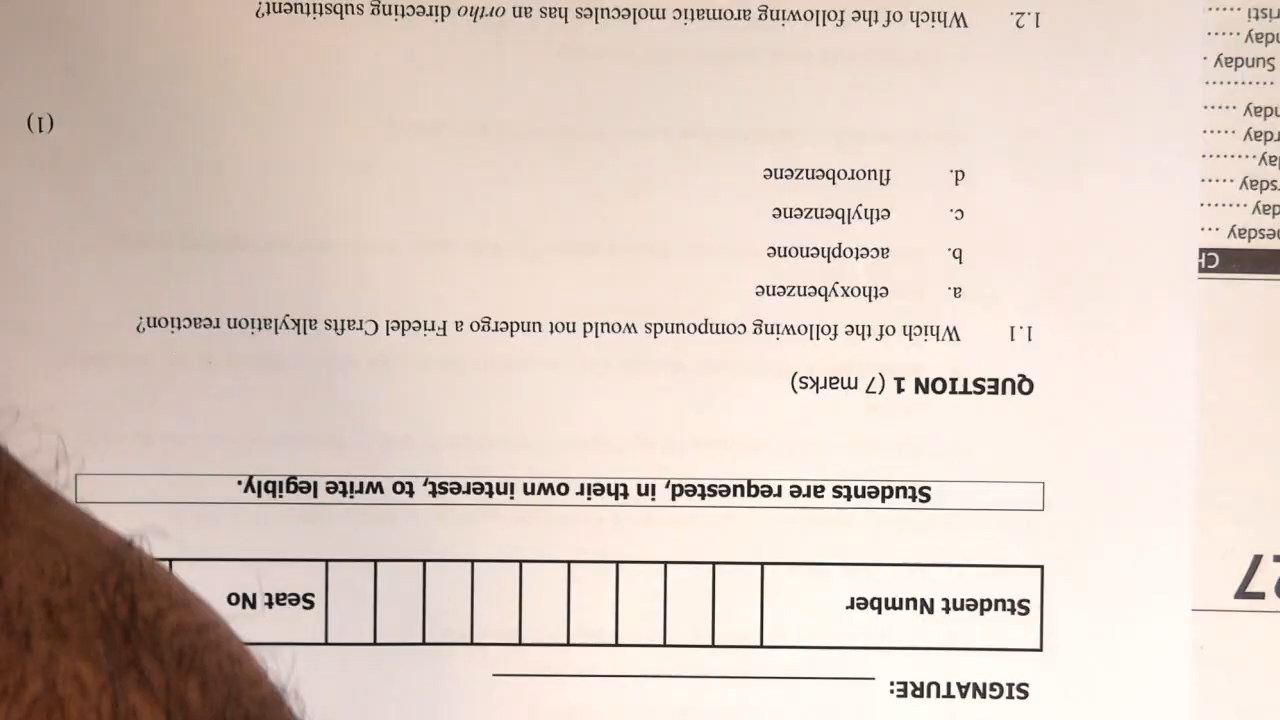 SIGNATURE:
Student Number
Seat No
Students are requested, in their own interest, to write legibly.
QUESTION 1 (7 marks)
1.1 Which of the following compounds would not undergo a Friedel Crafts alkylation reaction?
a. ethoxybenzene
b. acetophenone
c. ethylbenzene
d. fluorobenzene
(1)
1.2. Which of the following aromatic molecules has an ortho directing substituent?
27
Sunday .